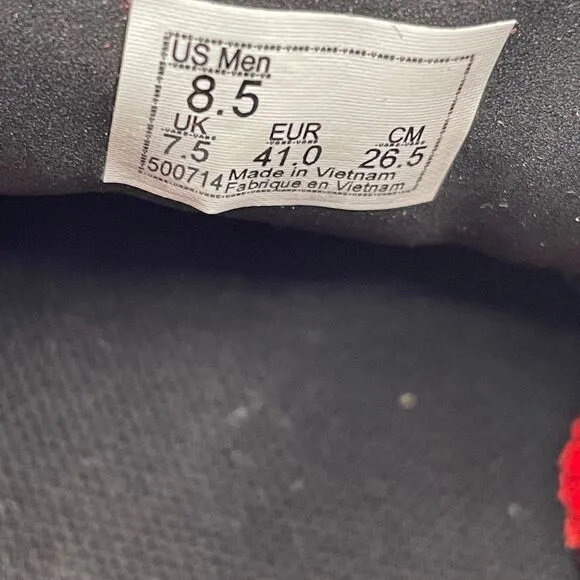 US Men
8.5
UK EUR CM
7.5 41.0 26.5
500714 Made in Vietnam
Fabrique en Vietnam